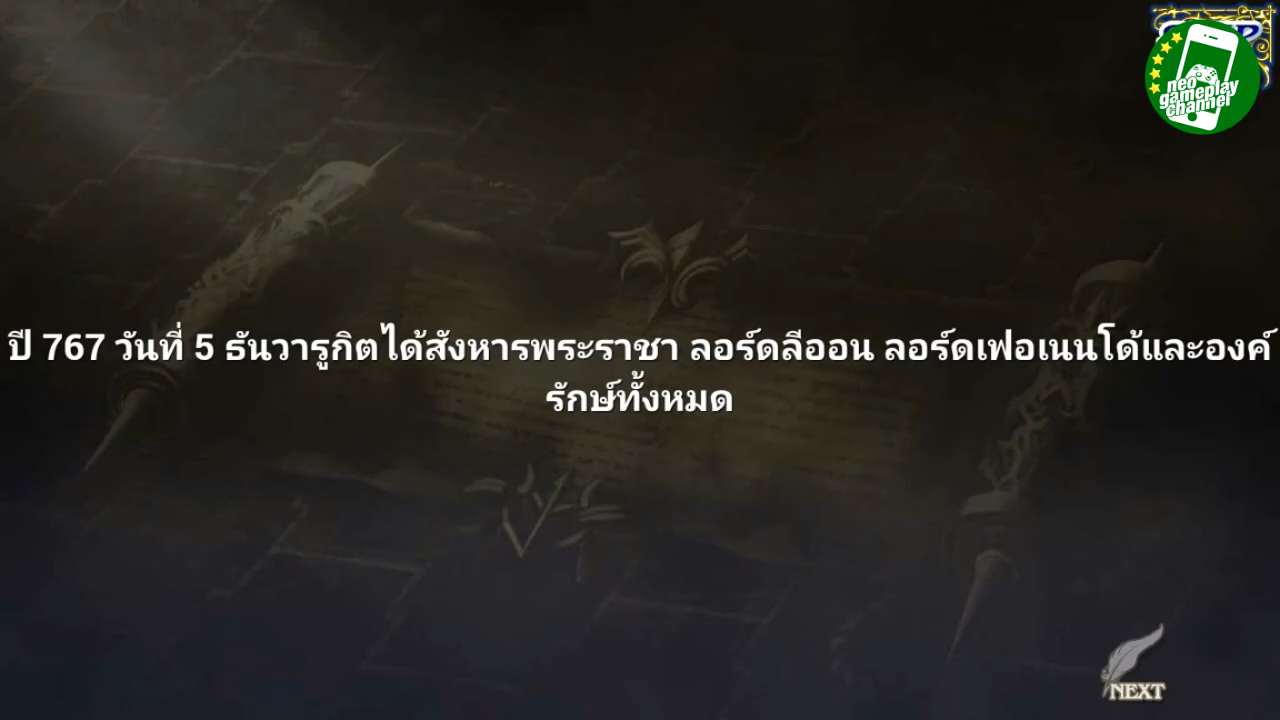 neo
gameplay
channel
ปี 767 วันที่ 5 ธันวารูกิตได้สังหารพระราชา ลอร์ดลีออน ลอร์ดเฟอเนนโด้และองค์
รักษ์ทั้งหมด
NEXT